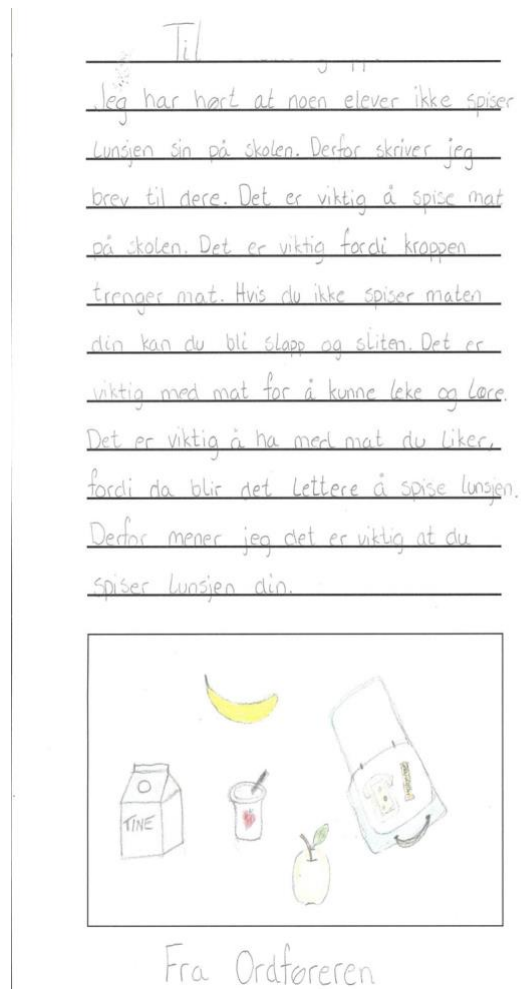 Til
Jeg har hørt at noen elever ikke spiser
lunsjen sin på skolen. Derfor skriver jeg
brev til dere. Det er viktig å spise mat
på skolen. Det er viktig fordi kroppen
trenger mat. Hvis du ikke spiser maten
din kan du bli slapp og sliten. Det er
viktig med mat for å kunne leke og lære.
Det er viktig å ha med mat du liker,
fordi da blir det lettere å spise lunsjen.
Derfor mener jeg det er viktig at du
spiser lunsjen din.
TINE
Fra Ordføreren